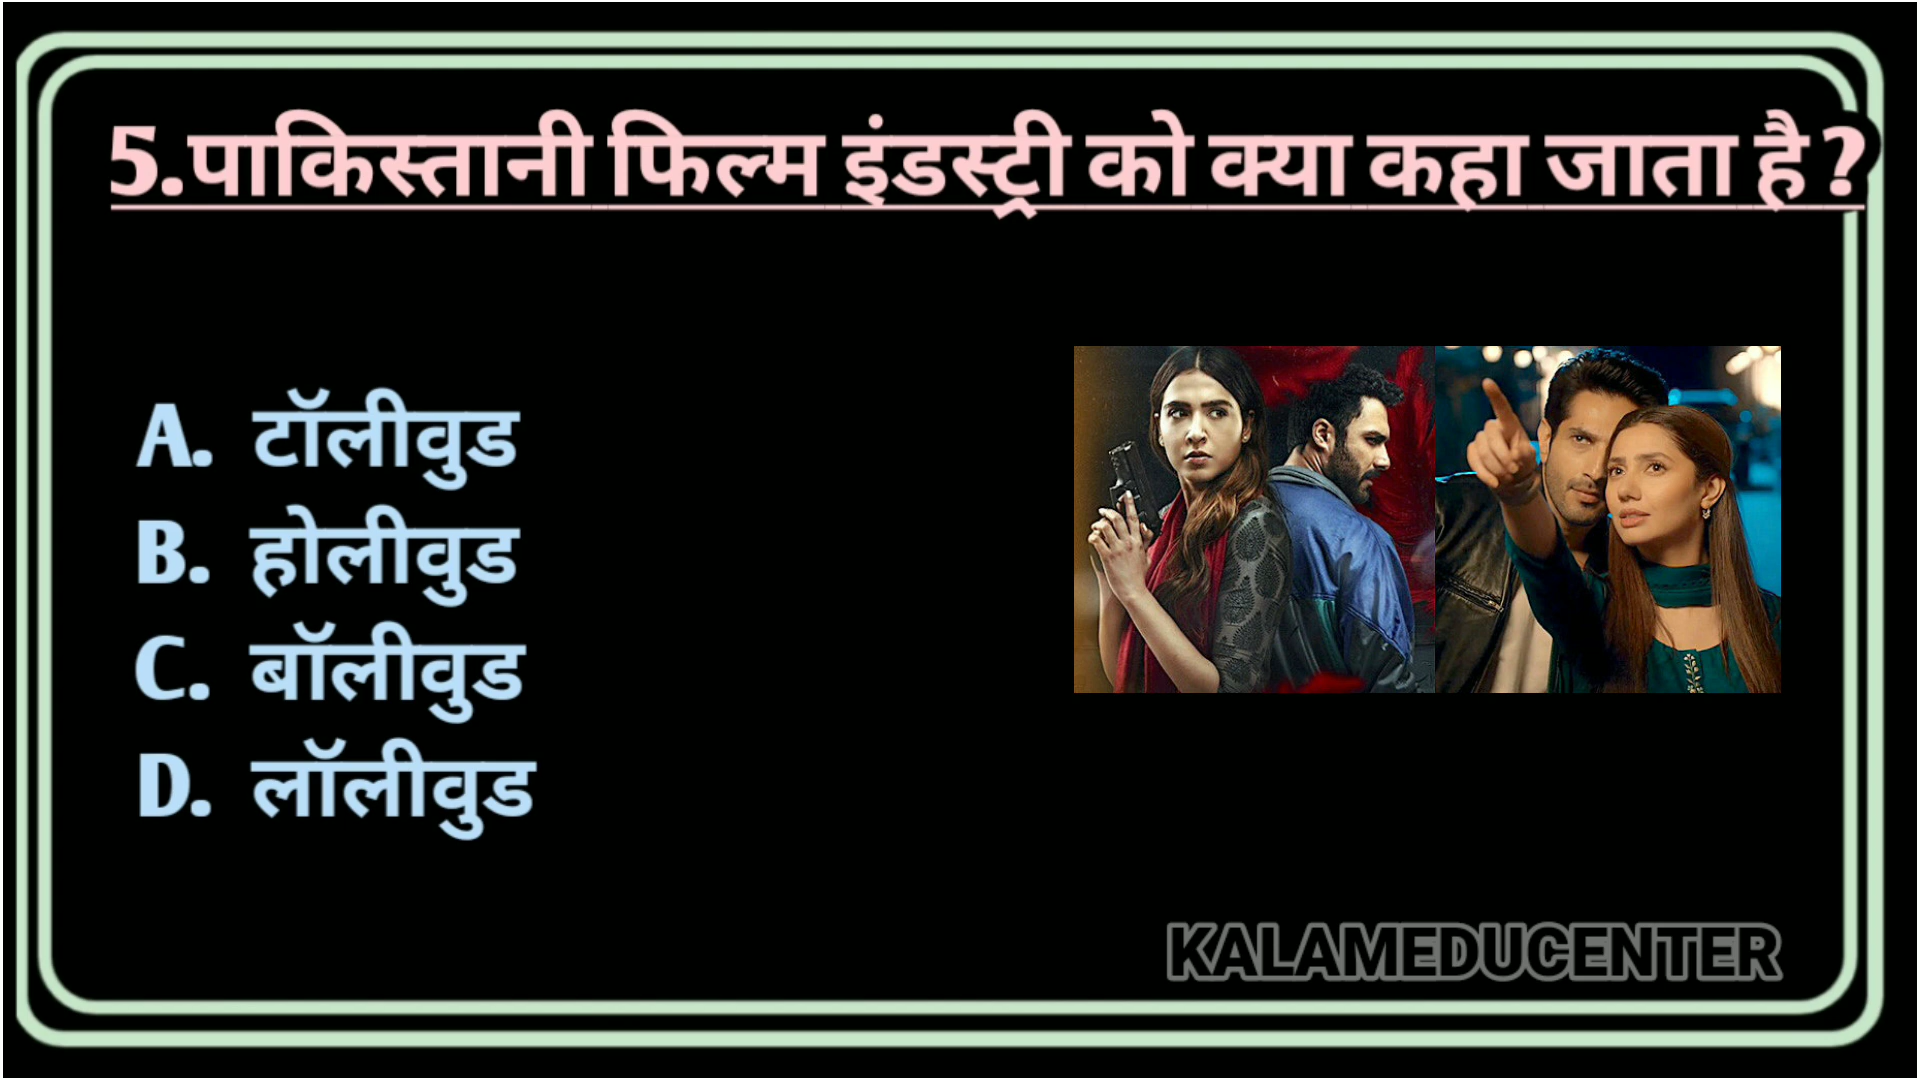 5.पाकिस्तानी फिल्म इंडस्ट्री को क्या कहा जाता है ?
A. टॉलीवुड
B. होलीवुड
C. बॉलीवुड
D. लॉलीवुड
KALAMEDUCENTER